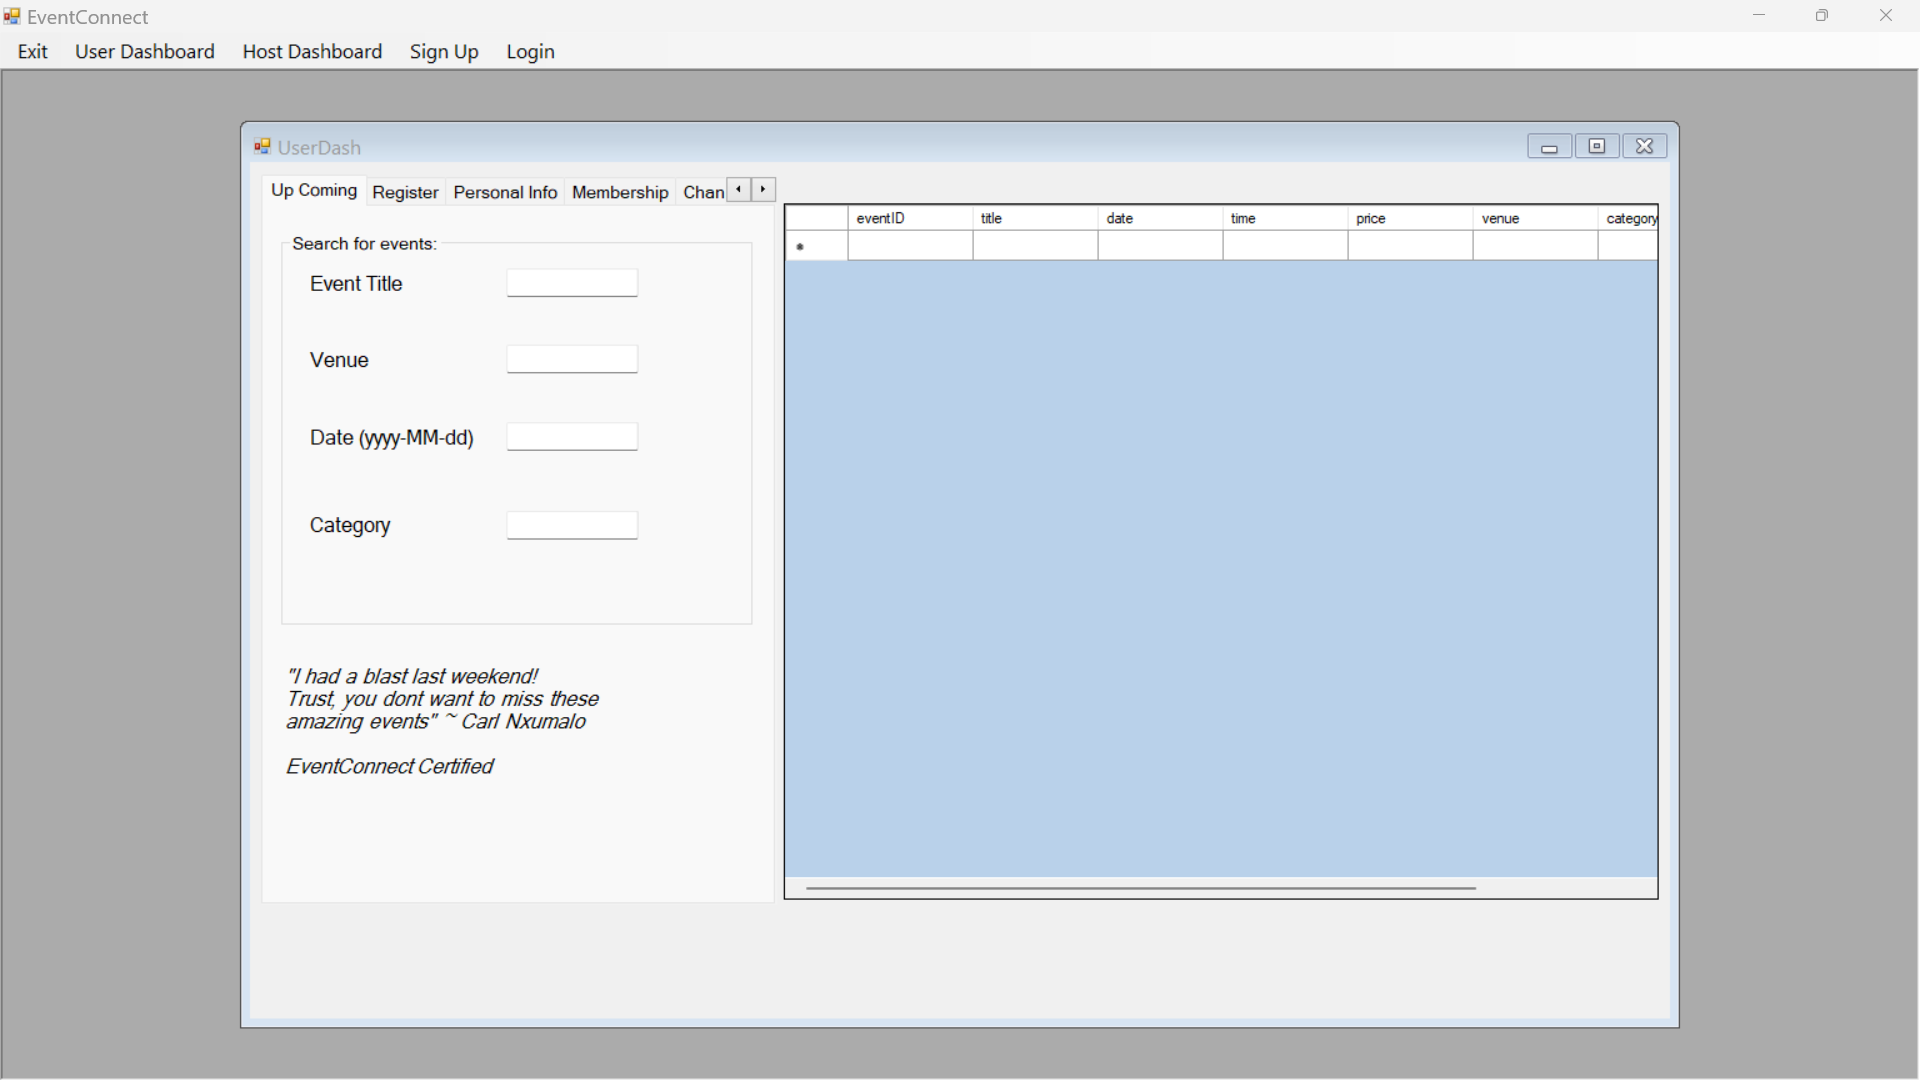 EventConnect
Exit User Dashboard Host Dashboard Sign Up Login
UserDash
Up Coming Register Personal Info Membership Chan
eventID title date time price venue category
Search for events:
Event Title
Venue
Date (yyyy-MM-dd)
Category
"I had a blast last weekend!
Trust, you dont want to miss these
amazing events" ~ Carl Nxumalo
EventConnect Certified